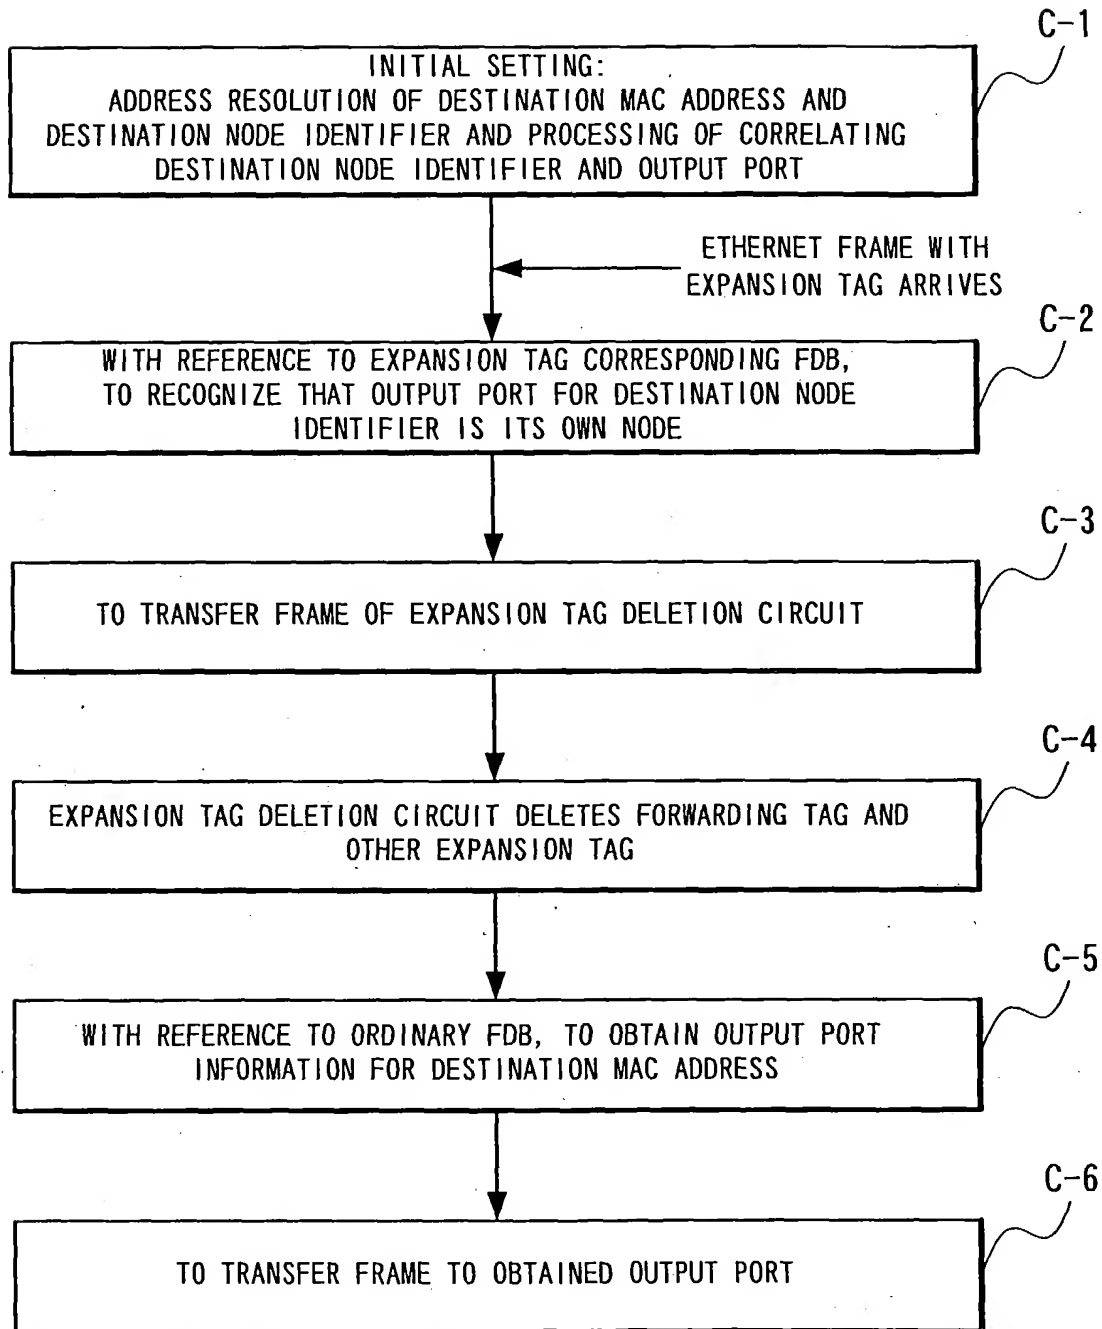 C-1
INITIAL SETTING:
ADDRESS RESOLUTION OF DESTINATION MAC ADDRESS AND
DESTINATION NODE IDENTIFIER AND PROCESSING OF CORRELATING
DESTINATION NODE IDENTIFIER AND OUTPUT PORT
ETHERNET FRAME WITH
EXPANSION TAG ARRIVES
C-2
WITH REFERENCE TO EXPANSION TAG CORRESPONDING FDB,
TO RECOGNIZE THAT OUTPUT PORT FOR DESTINATION NODE
IDENTIFIER IS ITS OWN NODE
C-3
TO TRANSFER FRAME OF EXPANSION TAG DELETION CIRCUIT
C-4
EXPANSION TAG DELETION CIRCUIT DELETES FORWARDING TAG AND
OTHER EXPANSION TAG
C-5
WITH REFERENCE TO ORDINARY FDB, TO OBTAIN OUTPUT PORT
INFORMATION FOR DESTINATION MAC ADDRESS
C-6
TO TRANSFER FRAME TO OBTAINED OUTPUT PORT